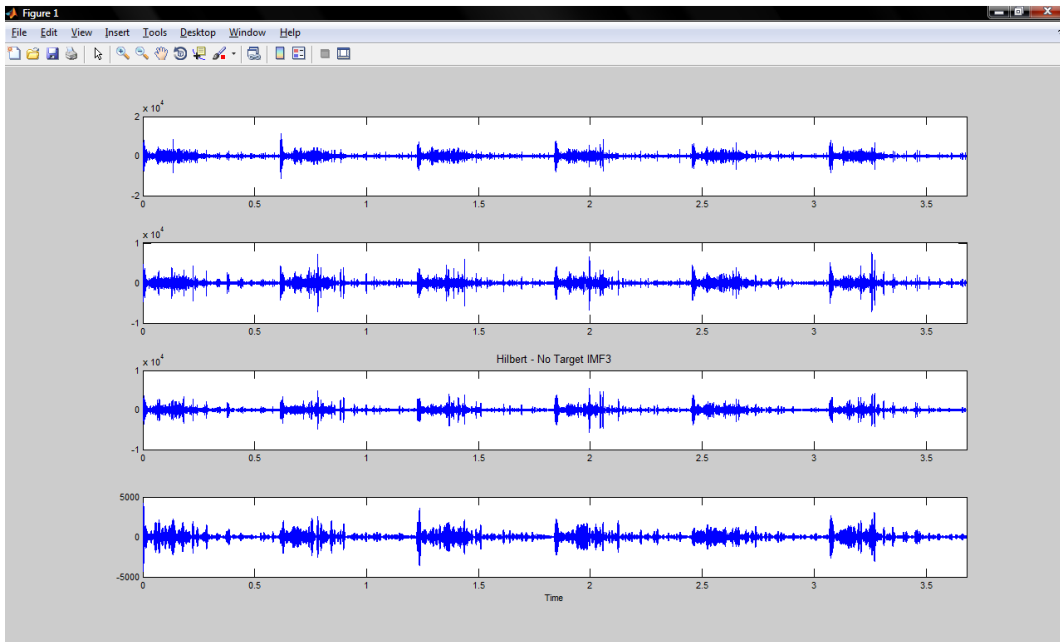 Figure 1
File Edit View Insert Tools Desktop Window Help
x 10^4
2
0
-2
0 0.5 1 1.5 2 2.5 3 3.5
x 10^4
1
0
-1
0 0.5 1 1.5 2 2.5 3 3.5
Hilbert - No Target IMF3
x 10^4
1
0
-1
0 0.5 1 1.5 2 2.5 3 3.5
5000
0
-5000
0 0.5 1 1.5 2 2.5 3 3.5
Time